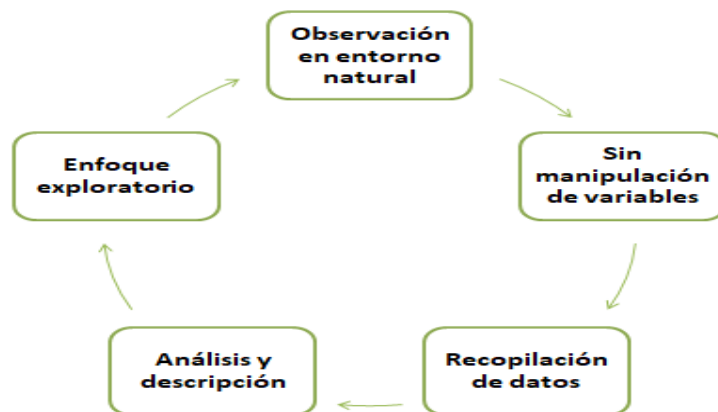 Observación
en entorno
natural
Sin
manipulación
de variables
Recopilación
de datos
Análisis y
descripción
Enfoque
exploratorio